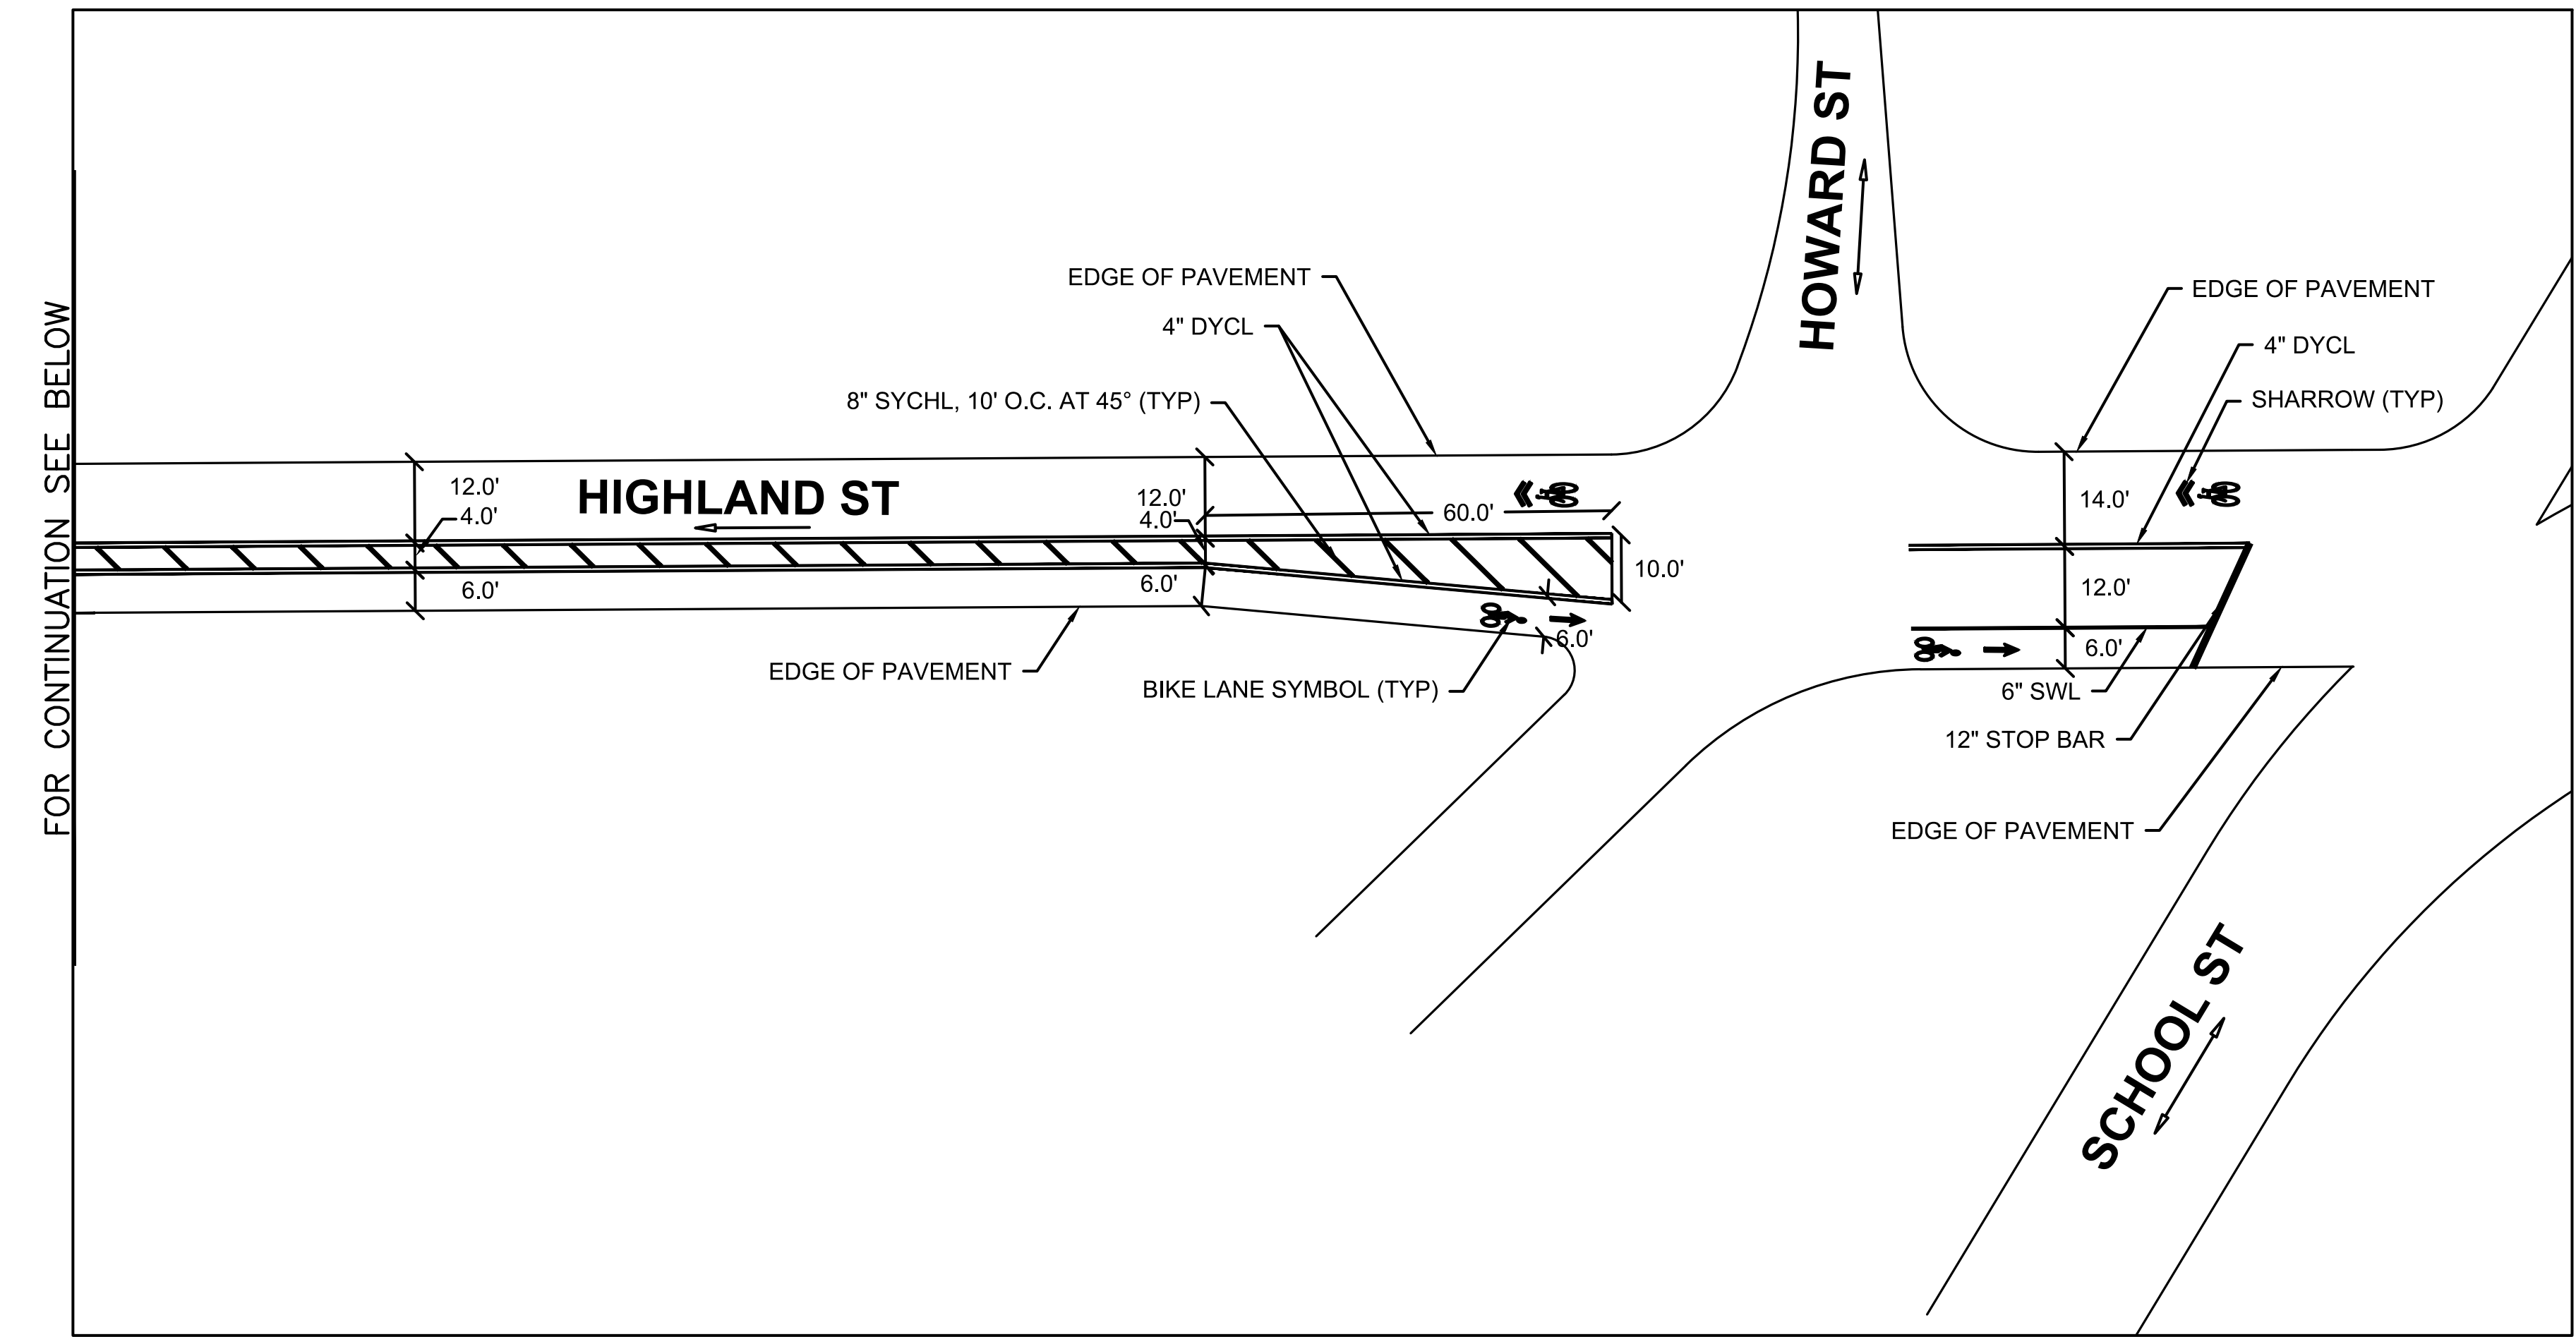 HOWARD ST
EDGE OF PAVEMENT
EDGE OF PAVEMENT
4" DYCL
4" DYCL
8" SYCHL, 10' O.C. AT 45° (TYP)
SHARROW (TYP)
FOR CONTINUATION SEE BELOW
12.0'
4.0'
HIGHLAND ST
12.0'
4.0'
60.0'
14.0'
10.0'
6.0'
6.0'
12.0'
6.0'
6.0'
EDGE OF PAVEMENT
BIKE LANE SYMBOL (TYP)
6" SWL
12" STOP BAR
EDGE OF PAVEMENT
SCHOOL ST